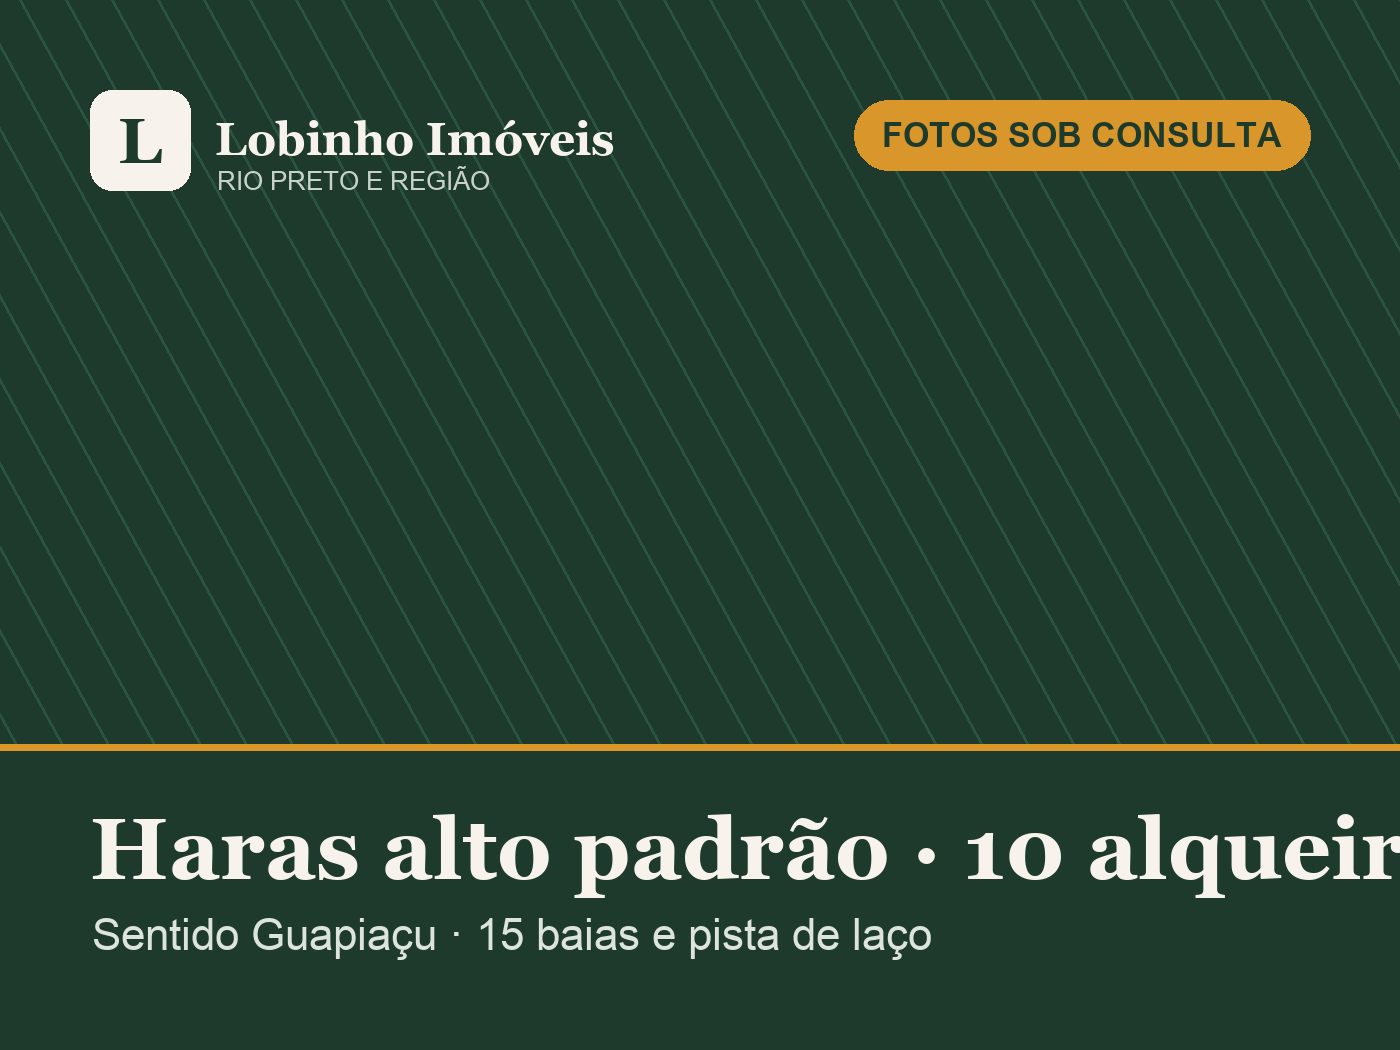 L
Lobinho Imóveis
RIO PRETO E REGIÃO
FOTOS SOB CONSULTA
Haras alto padrão · 10 alqueir
Sentido Guapiaçu · 15 baias e pista de laço